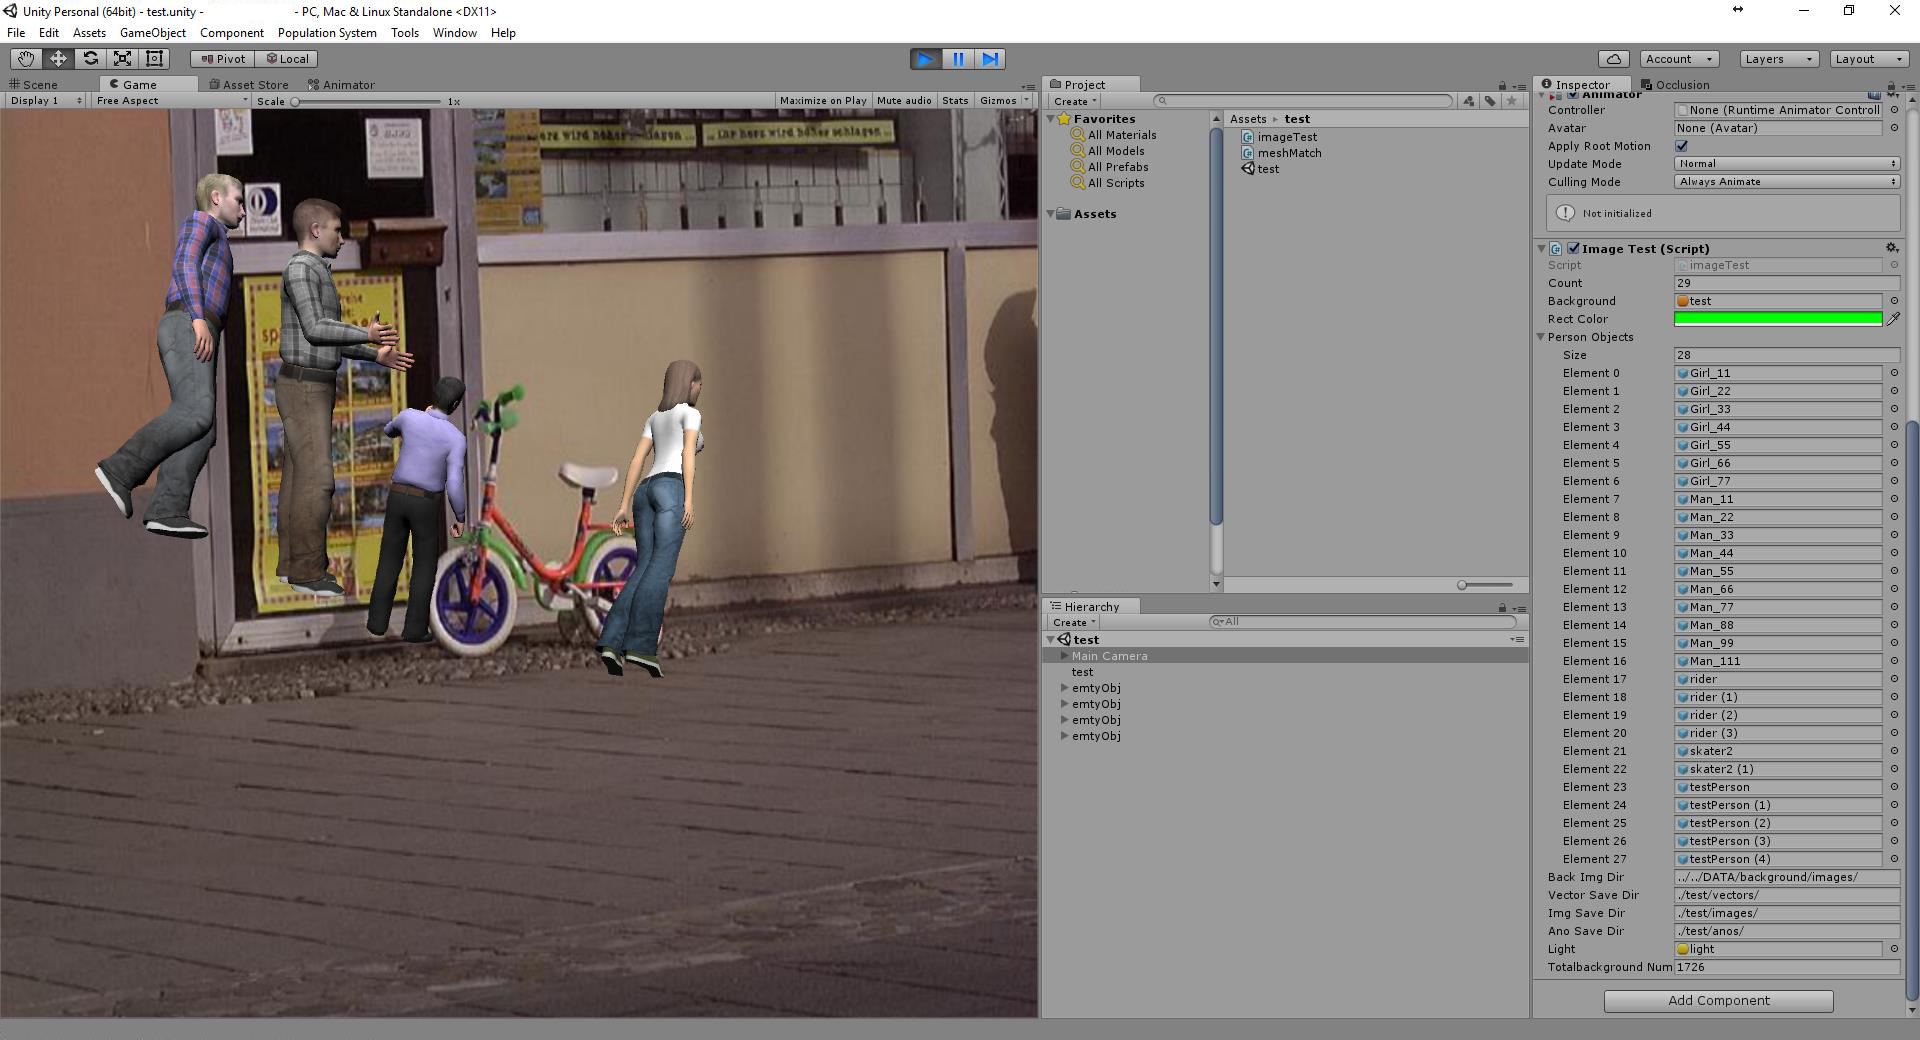 Unity Personal (64bit) - test.unity - - PC, Mac & Linux Standalone <DX11>
File Edit Assets GameObject Component Population System Tools Window Help
Pivot Local Account Layers Layout
Scene Game Asset Store Animator
Display 1 Free Aspect Scale 1x Maximize on Play Mute audio Stats Gizmos
herz wird höher schlagen ... ... ihr herz wird höher schlagen ...
Project
Create
Favorites
All Materials
All Models
All Prefabs
All Scripts
Assets
Assets test
imageTest
meshMatch
test
Hierarchy
Create All
test
Main Camera
test
emtyObj
emtyObj
emtyObj
emtyObj
Inspector Occlusion
Animator
Controller None (Runtime Animator Controll
Avatar None (Avatar)
Apply Root Motion
Update Mode Normal
Culling Mode Always Animate
Not initialized
Image Test (Script)
Script imageTest
Count 29
Background test
Rect Color
Person Objects
Size 28
Element 0 Girl_11
Element 1 Girl_22
Element 2 Girl_33
Element 3 Girl_44
Element 4 Girl_55
Element 5 Girl_66
Element 6 Girl_77
Element 7 Man_11
Element 8 Man_22
Element 9 Man_33
Element 10 Man_44
Element 11 Man_55
Element 12 Man_66
Element 13 Man_77
Element 14 Man_88
Element 15 Man_99
Element 16 Man_111
Element 17 rider
Element 18 rider (1)
Element 19 rider (2)
Element 20 rider (3)
Element 21 skater2
Element 22 skater2 (1)
Element 23 testPerson
Element 24 testPerson (1)
Element 25 testPerson (2)
Element 26 testPerson (3)
Element 27 testPerson (4)
Back Img Dir ../../DATA/background/images/
Vector Save Dir ./test/vectors/
Img Save Dir ./test/images/
Ano Save Dir ./test/anos/
Light light
Totalbackground Num 1726
Add Component